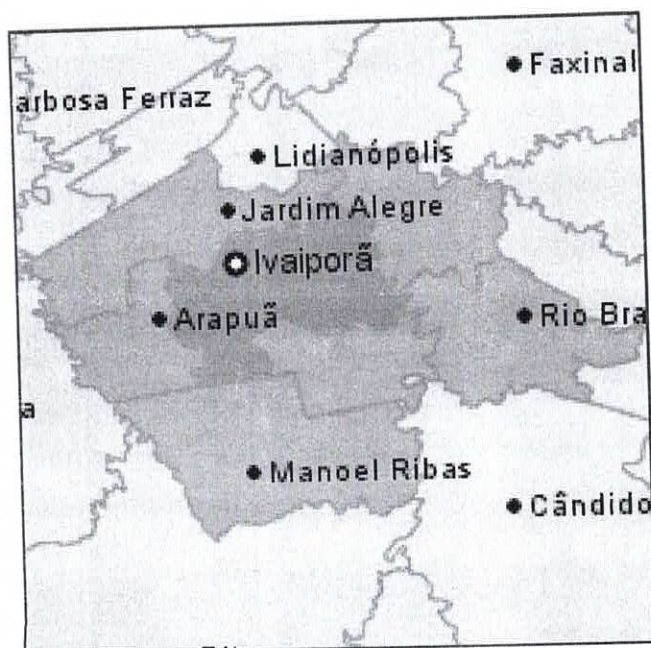 Faxinal
arbosa Ferraz
Lidianópolis
Jardim Alegre
Ivaiporã
Arapuã
Rio Bra
a
Manoel Ribas
Cândido